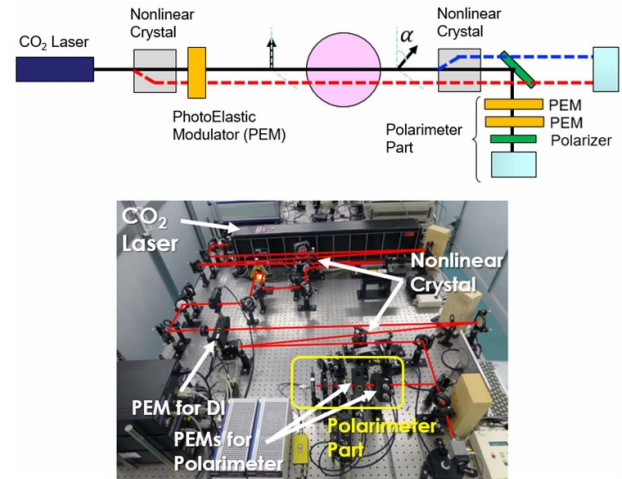 CO₂ Laser
Nonlinear
Crystal
PhotoElastic
Modulator (PEM)
α
Nonlinear
Crystal
PEM
PEM
Polarizer
Polarimeter
Part
CO₂
Laser
Nonlinear
Crystal
PEM for DI
PEMs for
Polarimeter
Polarimeter
Part